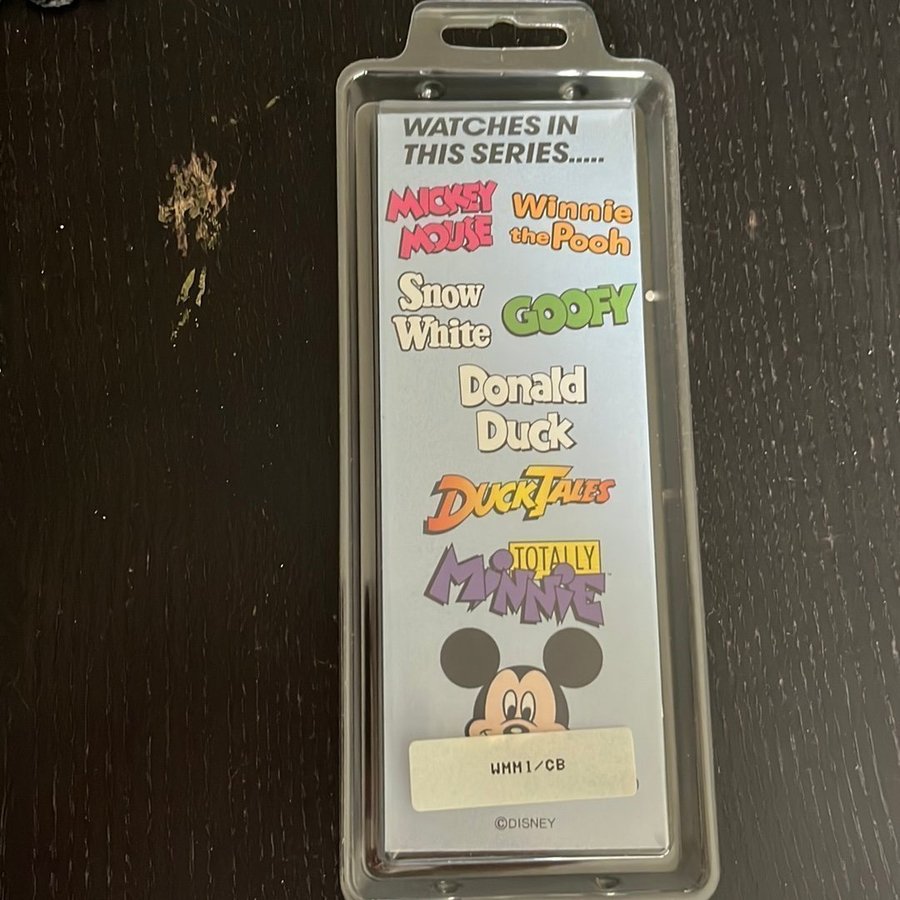 WATCHES IN
THIS SERIES.....
MICKEY
MOUSE
Winnie
the Pooh
Snow
White
GOOFY
Donald
Duck
DUCKTALES
TOTALLY
MINNIE
WMM1/CB
©DISNEY